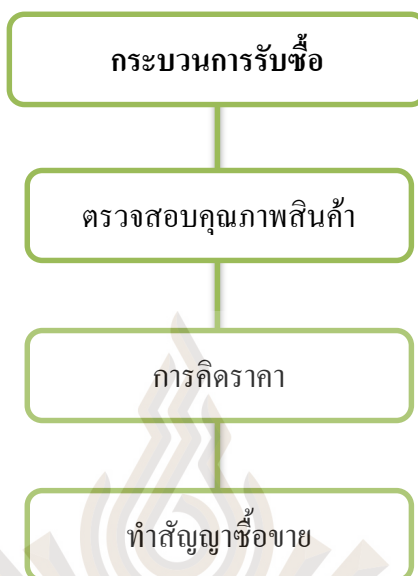 กระบวนการรับซื้อ
ตรวจสอบคุณภาพสินค้า
การคิดราคา
ทำสัญญาซื้อขาย